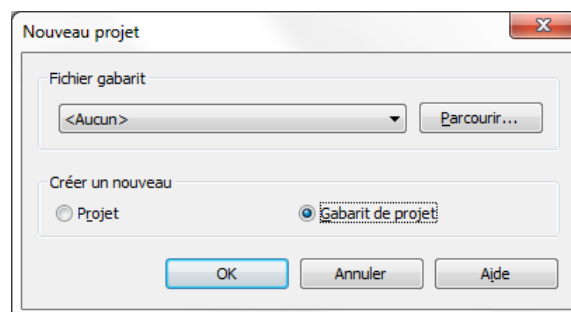 Nouveau projet
Fichier gabarit
<Aucun>
Parcourir...
Créer un nouveau
Projet
Gabarit de projet
OK
Annuler
Aide